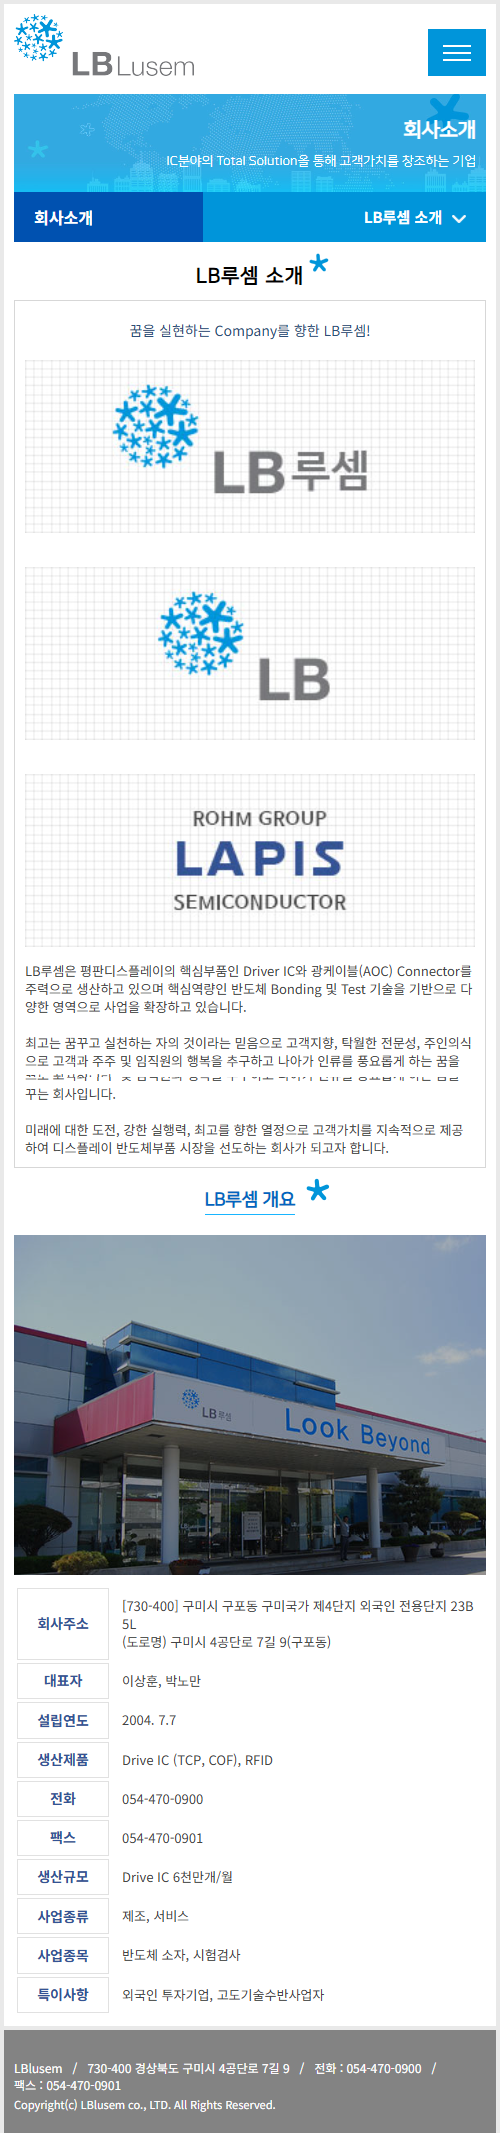 LB Lusem
회사소개
IC분야의 Total Solution을 통해 고객가치를 창조하는 기업
회사소개
LB루셈 소개
LB루셈 소개
꿈을 실현하는 Company를 향한 LB루셈!
LB 루셈
LB
ROHM GROUP
LAPIS
SEMICONDUCTOR
LB루셈은 평판디스플레이의 핵심부품인 Driver IC와 광케이블(AOC) Connector를
주력으로 생산하고 있으며 핵심역량인 반도체 Bonding 및 Test 기술을 기반으로 다
양한 영역으로 사업을 확장하고 있습니다.
최고는 꿈꾸고 실천하는 자의 것이라는 믿음으로 고객지향, 탁월한 전문성, 주인의식
으로 고객과 주주 및 임직원의 행복을 추구하고 나아가 인류를 풍요롭게 하는 꿈을
꾸는 회사입니다.
미래에 대한 도전, 강한 실행력, 최고를 향한 열정으로 고객가치를 지속적으로 제공
하여 디스플레이 반도체부품 시장을 선도하는 회사가 되고자 합니다.
LB루셈 개요
LB 루셈
Look Beyond
회사주소
[730-400] 구미시 구포동 구미국가 제4단지 외국인 전용단지 23B
5L
(도로명) 구미시 4공단로 7길 9(구포동)
대표자
이상훈, 박노만
설립연도
2004. 7.7
생산제품
Drive IC (TCP, COF), RFID
전화
054-470-0900
팩스
054-470-0901
생산규모
Drive IC 6천만개/월
사업종류
제조, 서비스
사업종목
반도체 소자, 시험검사
특이사항
외국인 투자기업, 고도기술수반사업자
LBlusem / 730-400 경상북도 구미시 4공단로 7길 9 / 전화 : 054-470-0900 /
팩스 : 054-470-0901
Copyright(c) LBlusem co., LTD. All Rights Reserved.